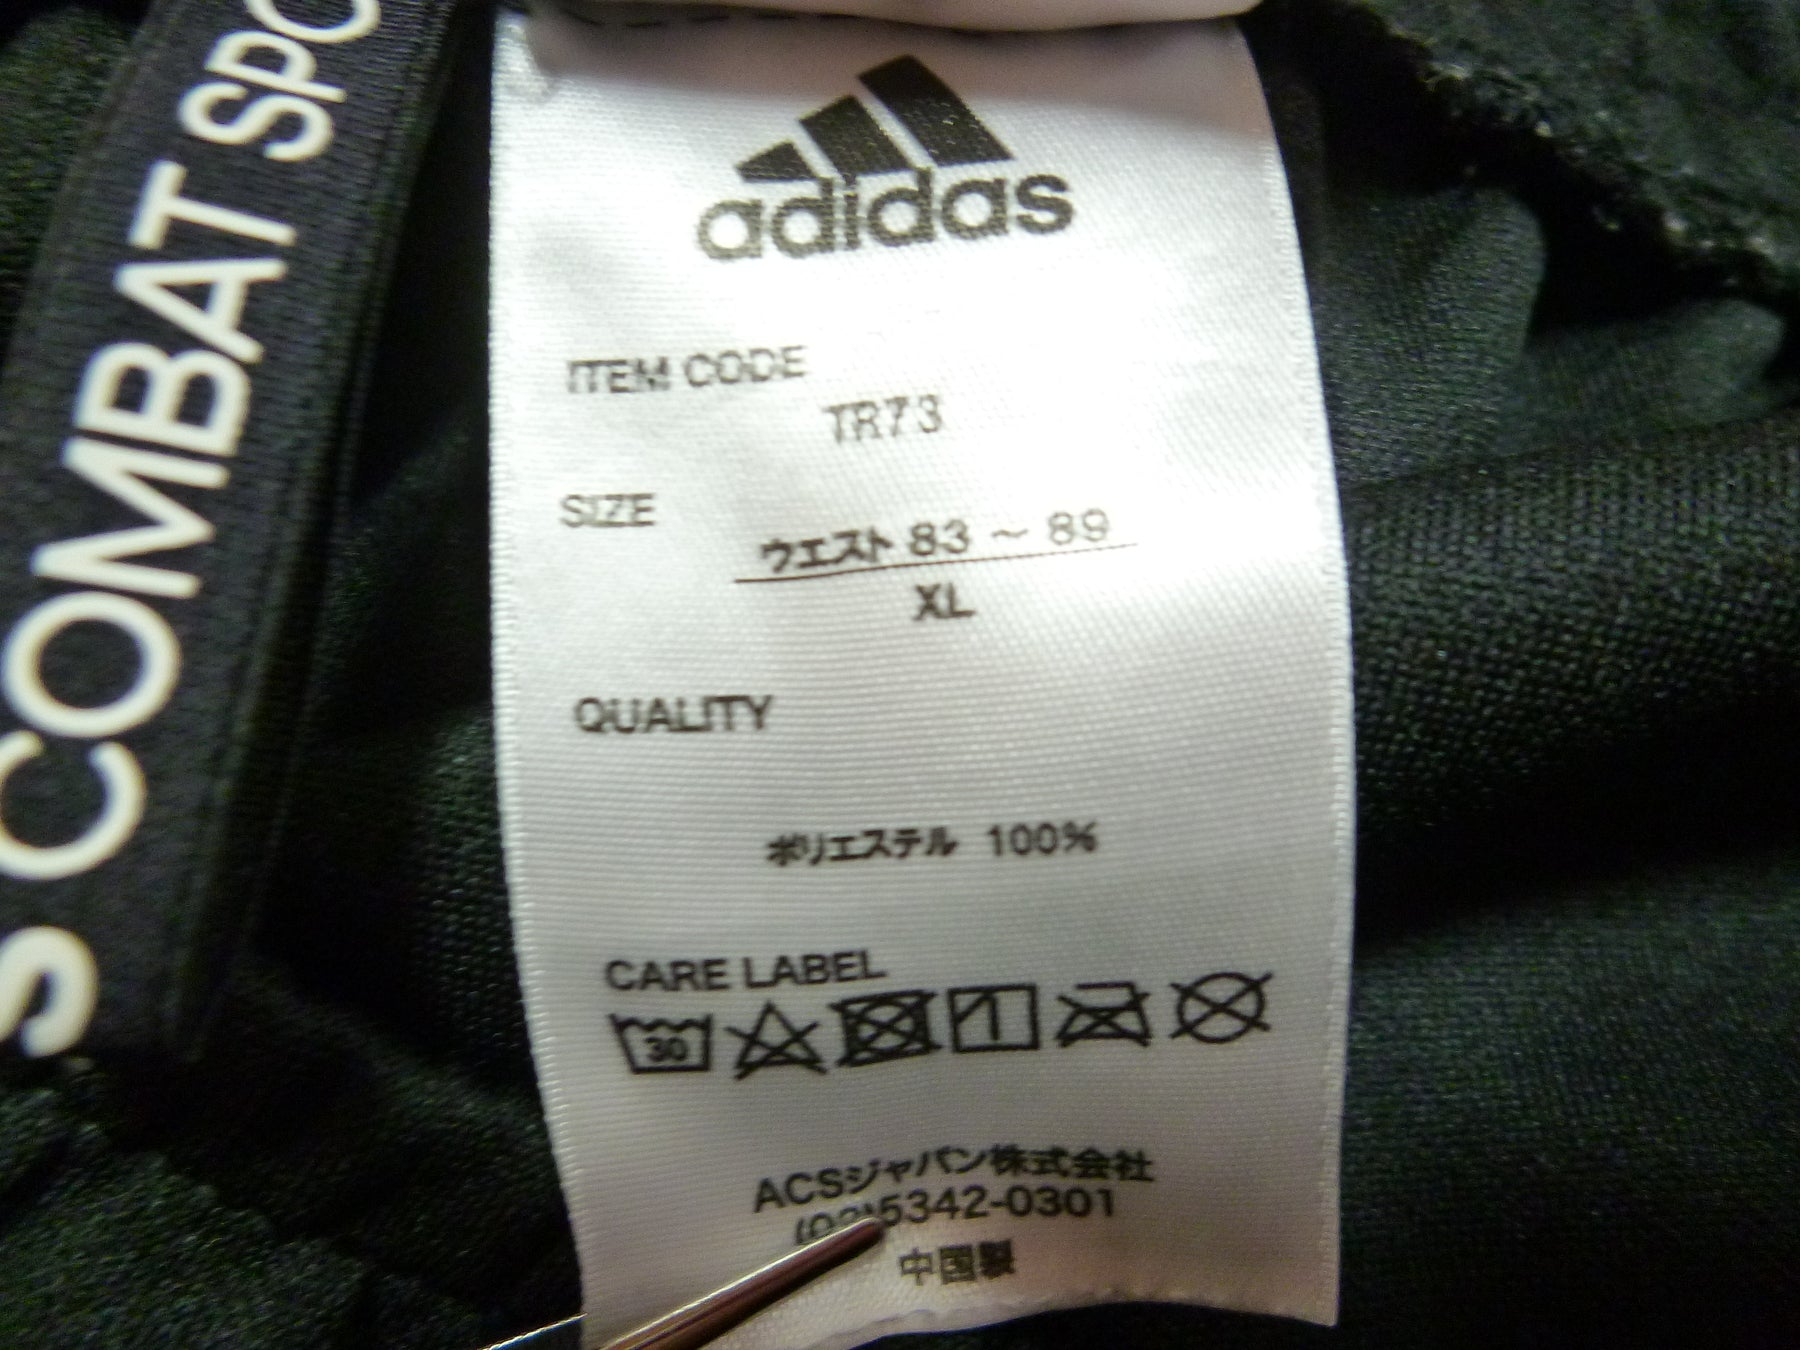 S COMBAT SPO
adidas
ITEM CODE
TR73
SIZE
ウエスト 83 ~ 89
XL
QUALITY
ポリエステル 100%
CARE LABEL
30
ACSジャパン株式会社
5342-0301
中国製